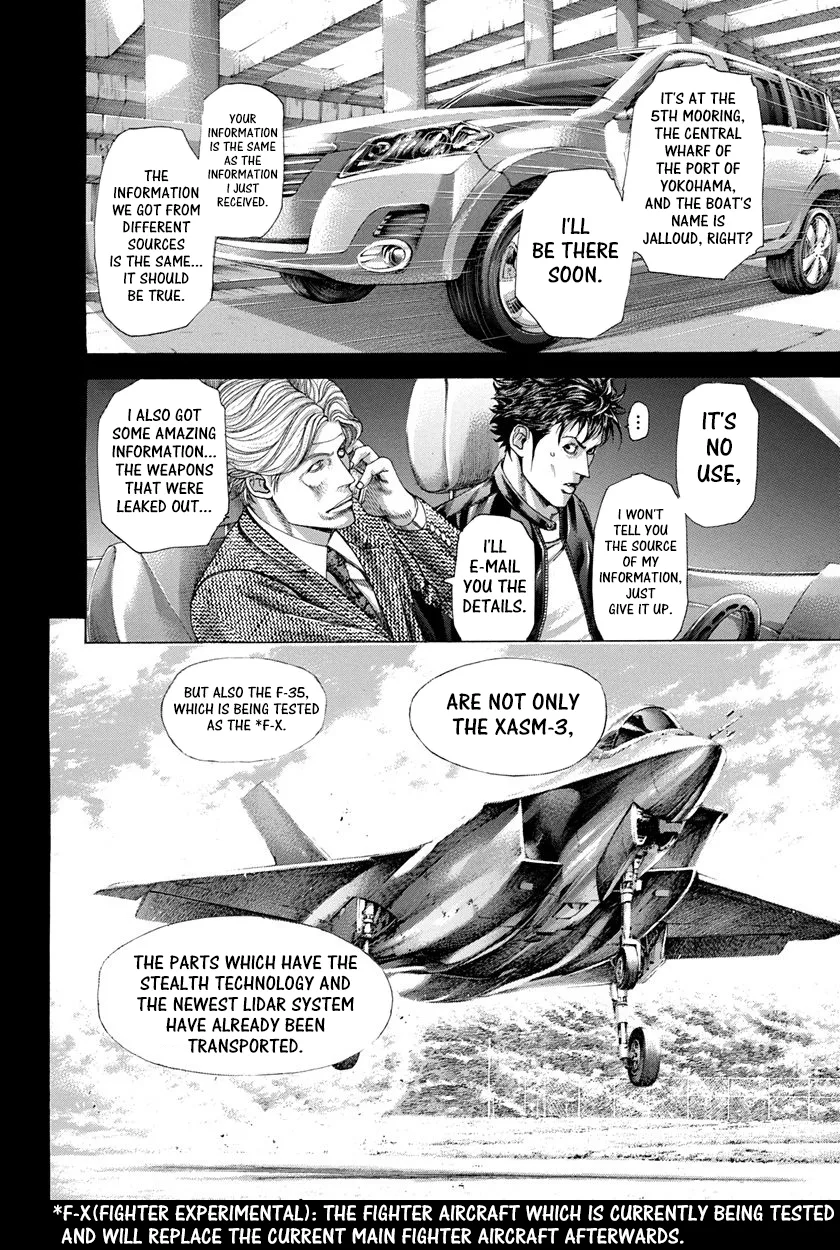 IT'S AT THE
5TH MOORING,
THE CENTRAL
WHARF OF
THE PORT OF
YOKOHAMA,
AND THE BOAT'S
NAME IS
JALLOUD, RIGHT?
I'LL
BE THERE
SOON.
YOUR
INFORMATION
IS THE SAME
AS THE
INFORMATION
I JUST
RECEIVED.
THE
INFORMATION
WE GOT FROM
DIFFERENT
SOURCES
IS THE SAME...
IT SHOULD
BE TRUE.
IT'S
NO
USE,
...
I WON'T
TELL YOU
THE SOURCE
OF MY
INFORMATION,
JUST
GIVE IT UP.
I ALSO GOT
SOME AMAZING
INFORMATION...
THE WEAPONS
THAT WERE
LEAKED OUT...
I'LL
E-MAIL
YOU THE
DETAILS.
ARE NOT ONLY
THE XASM-3,
BUT ALSO THE F-35,
WHICH IS BEING TESTED
AS THE *F-X.
THE PARTS WHICH HAVE THE
STEALTH TECHNOLOGY AND
THE NEWEST LIDAR SYSTEM
HAVE ALREADY BEEN
TRANSPORTED.
*F-X(FIGHTER EXPERIMENTAL): THE FIGHTER AIRCRAFT WHICH IS CURRENTLY BEING TESTED
AND WILL REPLACE THE CURRENT MAIN FIGHTER AIRCRAFT AFTERWARDS.